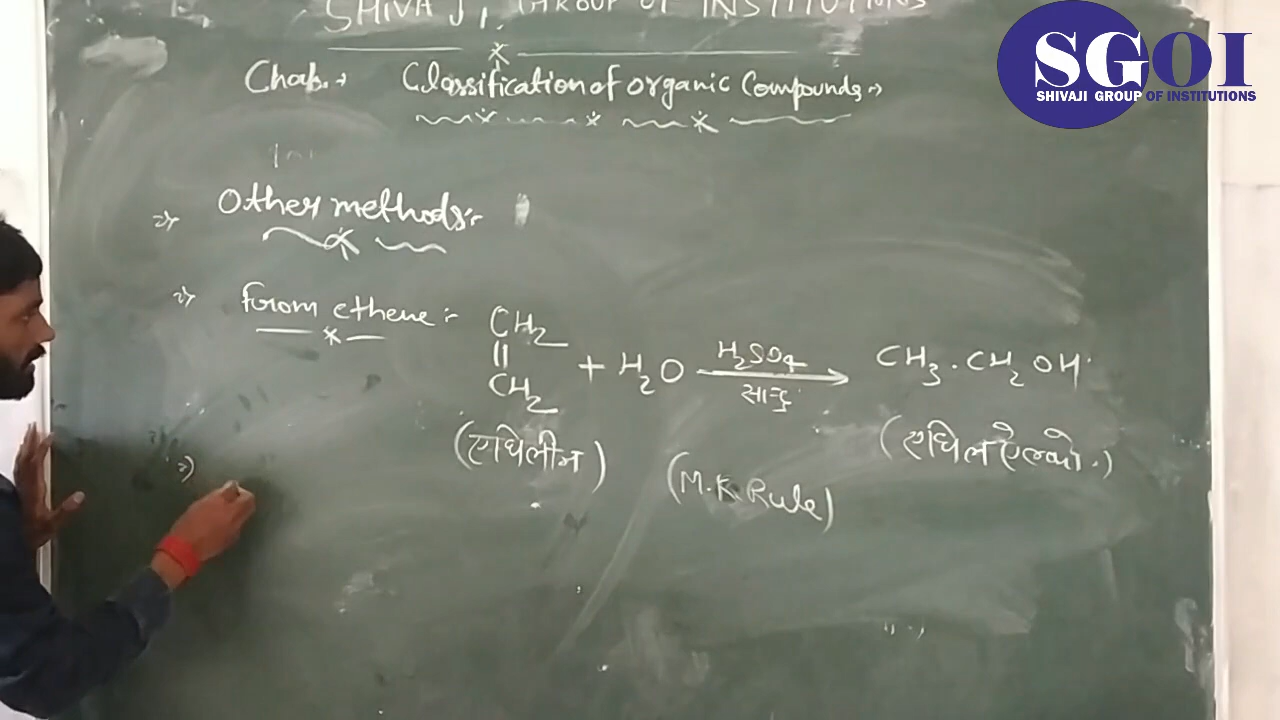 SHIVAJI GROUP OF INSTITUTIONS
SGOI
SHIVAJI GROUP OF INSTITUTIONS
Chap.→ Classification of organic Compounds:→
Other methods:-
from ethene:-
CH₂
||
CH₂
+ H₂O
H₂SO₄
सान्द्र
CH₃.CH₂OH
(एथिलीन)
(एथिल ऐल्को.)
(M.K Rule)